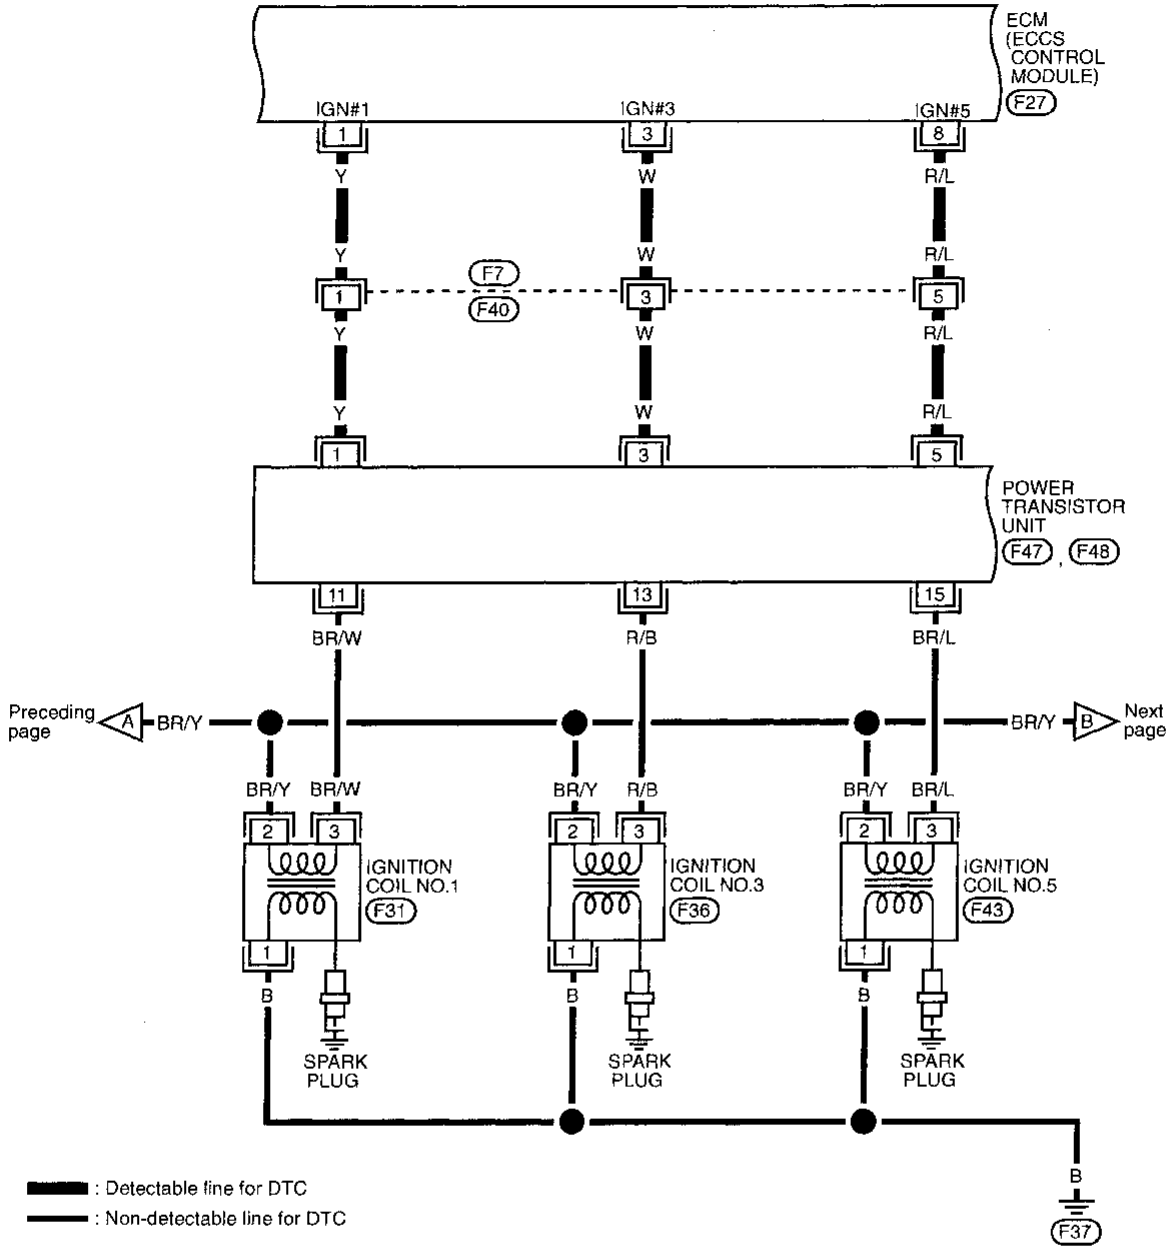 ECM
(ECCS
CONTROL
MODULE)
F27
IGN#1 IGN#3 IGN#5
1 3 8
Y W R/L
Y W R/L
F7
1 3 5
F40
Y W R/L
Y W R/L
1 3 5
POWER
TRANSISTOR
UNIT
F47 , F48
11 13 15
BR/W R/B BR/L
Preceding
page
A BR/Y BR/Y B
Next
page
BR/Y BR/W BR/Y R/B BR/Y BR/L
2 3 2 3 2 3
IGNITION
COIL NO.1
F31
IGNITION
COIL NO.3
F36
IGNITION
COIL NO.5
F43
1 1 1
B B B
SPARK
PLUG
SPARK
PLUG
SPARK
PLUG
B
F37
: Detectable line for DTC
: Non-detectable line for DTC